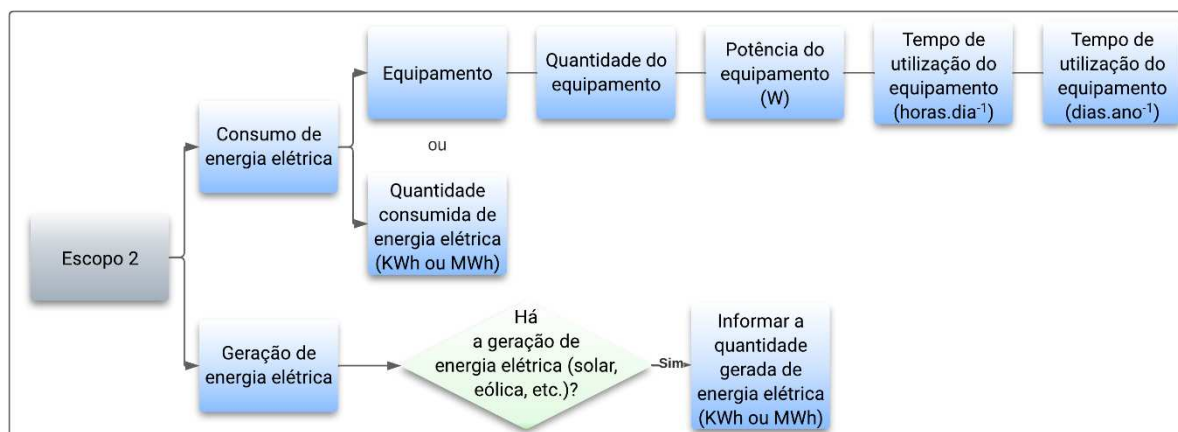 Escopo 2
Consumo de
energia elétrica
Equipamento
Quantidade do
equipamento
Potência do
equipamento
(W)
Tempo de
utilização do
equipamento
(horas.dia⁻¹)
Tempo de
utilização do
equipamento
(dias.ano⁻¹)
ou
Quantidade
consumida de
energia elétrica
(KWh ou MWh)
Geração de
energia elétrica
Há
a geração de
energia elétrica (solar,
eólica, etc.)?
Sim
Informar a
quantidade
gerada de
energia elétrica
(KWh ou MWh)